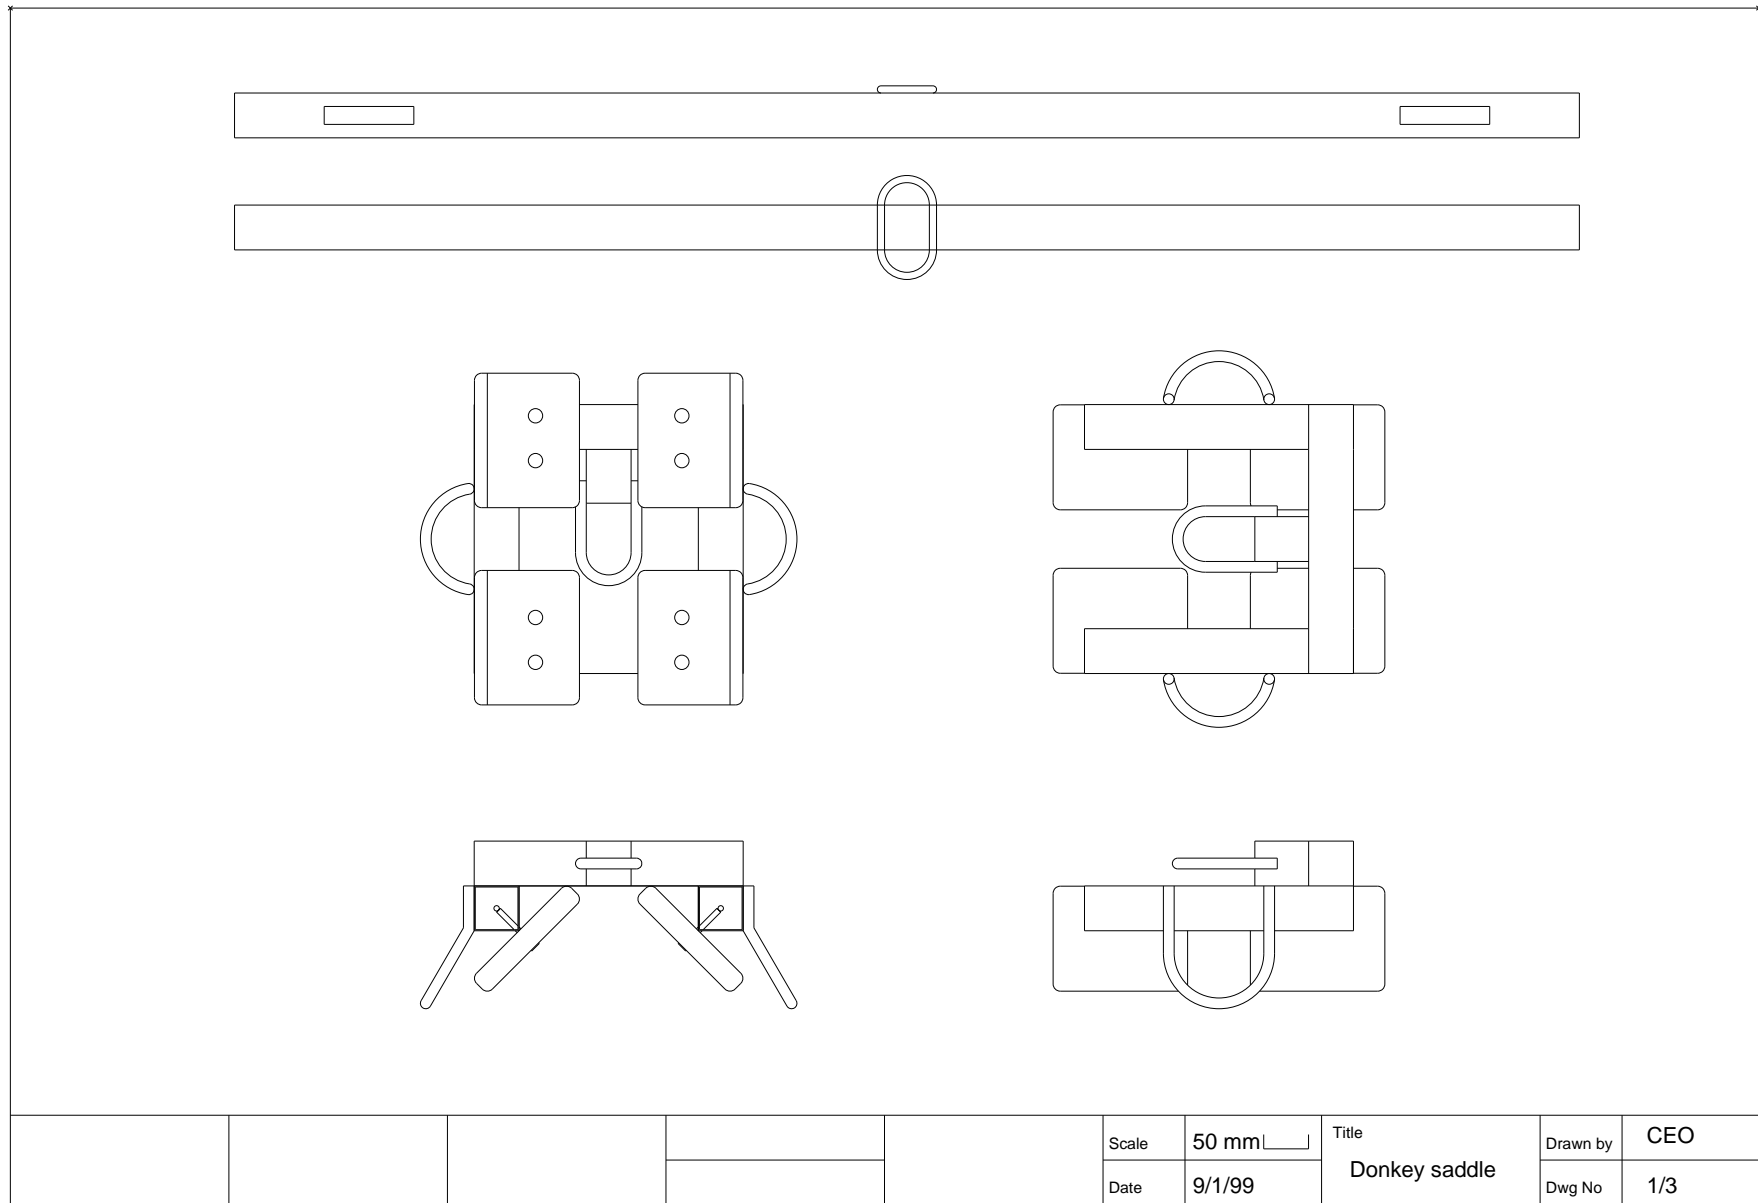 Scale
50 mm
Title
Donkey saddle
Drawn by
CEO
Date
9/1/99
Dwg No
1/3